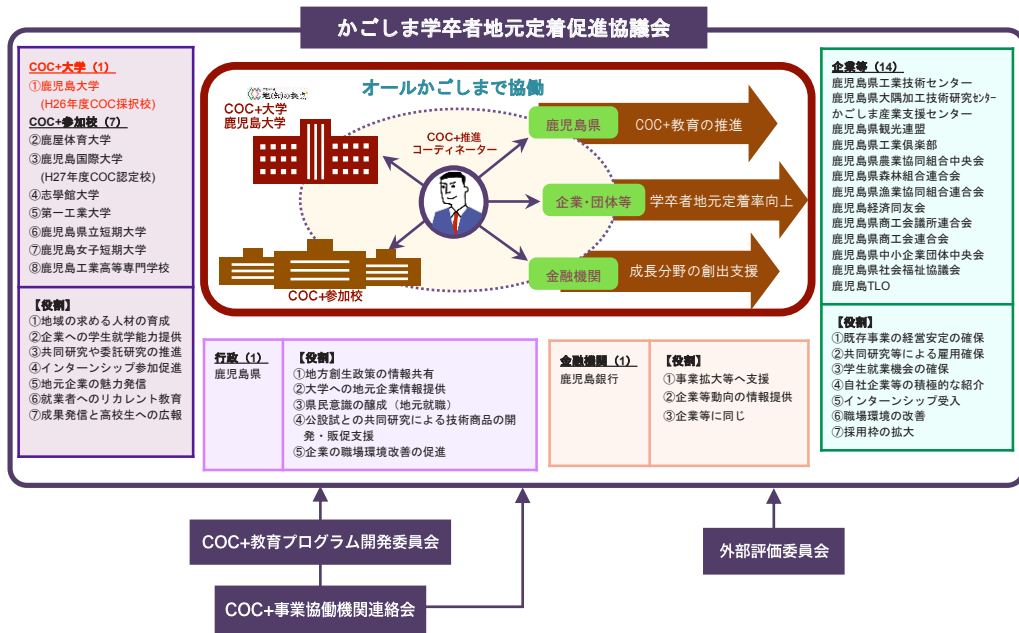 かごしま学卒者地元定着促進協議会
COC+大学（1）
①鹿児島大学
(H26年度COC採択校)
COC+参加校（7）
②鹿屋体育大学
③鹿児島国際大学
(H27年度COC認定校)
④志學館大学
⑤第一工業大学
⑥鹿児島県立短期大学
⑦鹿児島女子短期大学
⑧鹿児島工業高等専門学校
【役割】
①地域の求める人材の育成
②企業への学生就学能力提供
③共同研究や委託研究の推進
④インターンシップ参加促進
⑤地元企業の魅力発信
⑥就業者へのリカレント教育
⑦成果発信と高校生への広報
オールかごしまで協働
地(知)の拠点
COC+大学
鹿児島大学
COC+推進
コーディネーター
COC+参加校
鹿児島県
COC+教育の推進
企業・団体等
学卒者地元定着率向上
金融機関
成長分野の創出支援
企業等（14）
鹿児島県工業技術センター
鹿児島県大隅加工技術研究ｾﾝﾀｰ
かごしま産業支援センター
鹿児島県観光連盟
鹿児島県工業倶楽部
鹿児島県農業協同組合中央会
鹿児島県森林組合連合会
鹿児島県漁業協同組合連合会
鹿児島経済同友会
鹿児島県商工会議所連合会
鹿児島県商工会連合会
鹿児島県中小企業団体中央会
鹿児島県社会福祉協議会
鹿児島TLO
【役割】
①既存事業の経営安定の確保
②共同研究等による雇用確保
③学生就業機会の確保
④自社企業等の積極的な紹介
⑤インターンシップ受入
⑥職場環境の改善
⑦採用枠の拡大
行政（1）
鹿児島県
【役割】
①地方創生政策の情報共有
②大学への地元企業情報提供
③県民意識の醸成（地元就職）
④公設試との共同研究による技術商品の開
発・販促支援
⑤企業の職場環境改善の促進
金融機関（1）
鹿児島銀行
【役割】
①事業拡大等へ支援
②企業等動向の情報提供
③企業等に同じ
COC+教育プログラム開発委員会
COC+事業協働機関連絡会
外部評価委員会